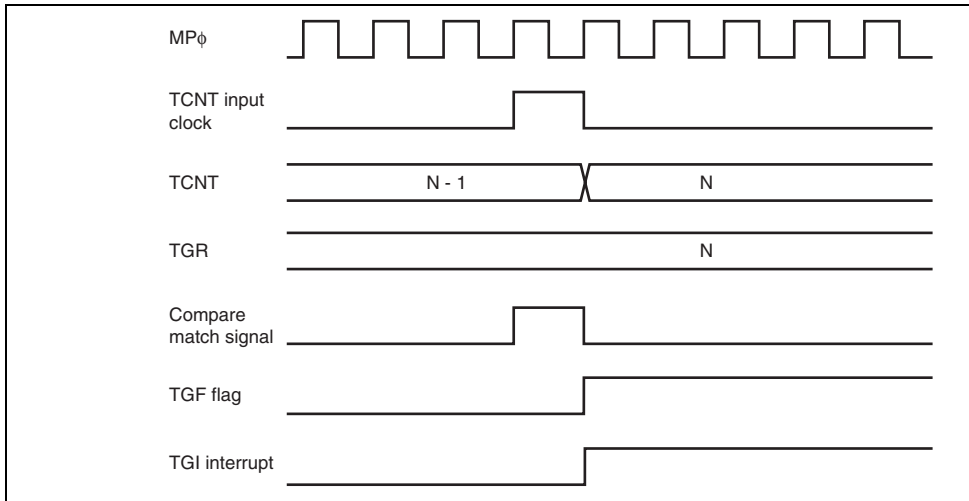 MPϕ
TCNT input
clock
TCNT
N - 1
N
TGR
N
Compare
match signal
TGF flag
TGI interrupt